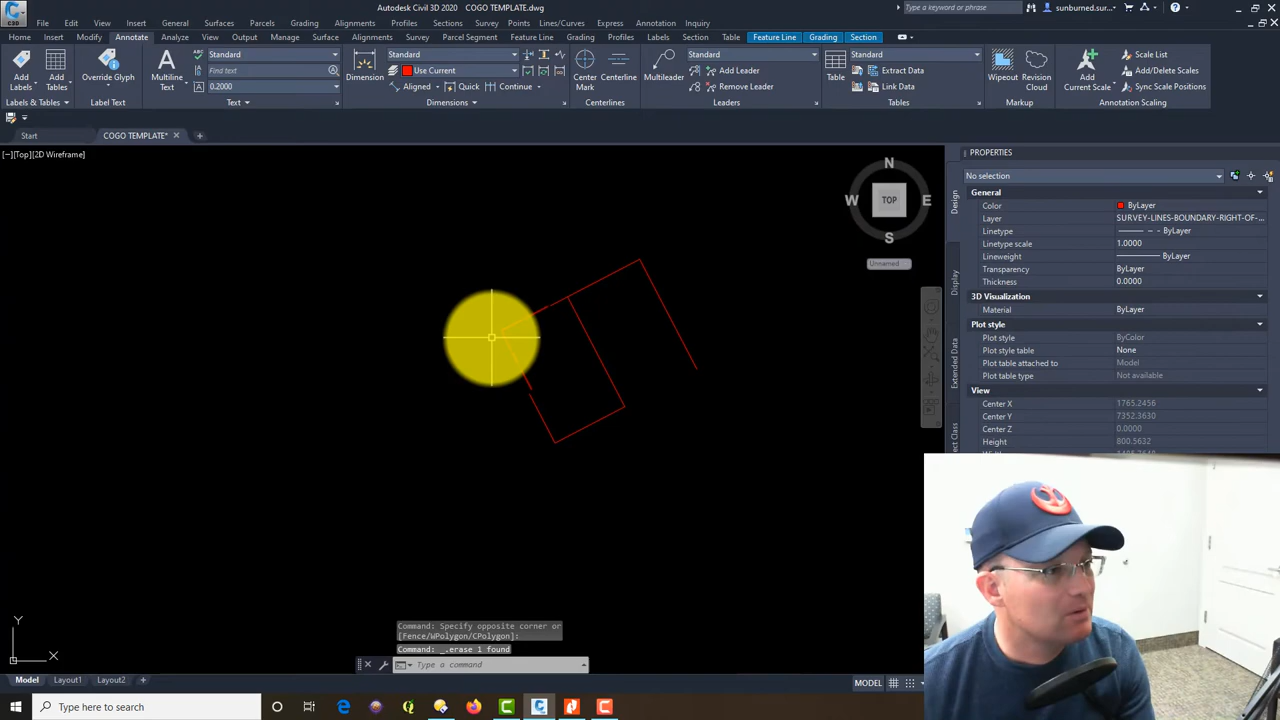 Autodesk Civil 3D 2020 COGO TEMPLATE.dwg
Type a keyword or phrase
sunburned.sur...
C3D
File Edit View Insert General Surfaces Parcels Grading Alignments Profiles Sections Survey Points Lines/Curves Express Annotation Inquiry
Home Insert Modify Annotate Analyze View Output Manage Surface Alignments Survey Parcel Segment Feature Line Grading Profiles Labels Section Table Feature Line Grading Section
Add Labels
Add Tables
Labels & Tables
Override Glyph
Label Text
Multiline Text
Standard
Find text
0.2000
Text
Dimension
Standard
Use Current
Aligned Quick Continue
Dimensions
Center Mark
Centerline
Centerlines
Multileader
Standard
Add Leader
Remove Leader
Leaders
Table
Standard
Extract Data
Link Data
Tables
Wipeout
Revision Cloud
Markup
Add Current Scale
Scale List
Add/Delete Scales
Sync Scale Positions
Annotation Scaling
Start
COGO TEMPLATE*
[−][Top][2D Wireframe]
N
W TOP E
S
Unnamed
PROPERTIES
No selection
Design
Display
Extended Data
General
Color ByLayer
Layer SURVEY-LINES-BOUNDARY-RIGHT-OF-...
Linetype ByLayer
Linetype scale 1.0000
Lineweight ByLayer
Transparency ByLayer
Thickness 0.0000
3D Visualization
Material ByLayer
Plot style
Plot style ByColor
Plot style table None
Plot table attached to Model
Plot table type Not available
View
Center X 1765.2456
Center Y 7352.3630
Center Z 0.0000
Height 800.5632
Y
X
Command: Specify opposite corner or
[Fence/WPolygon/CPolygon]:
Command: _.erase 1 found
Type a command
Model Layout1 Layout2
MODEL
Type here to search